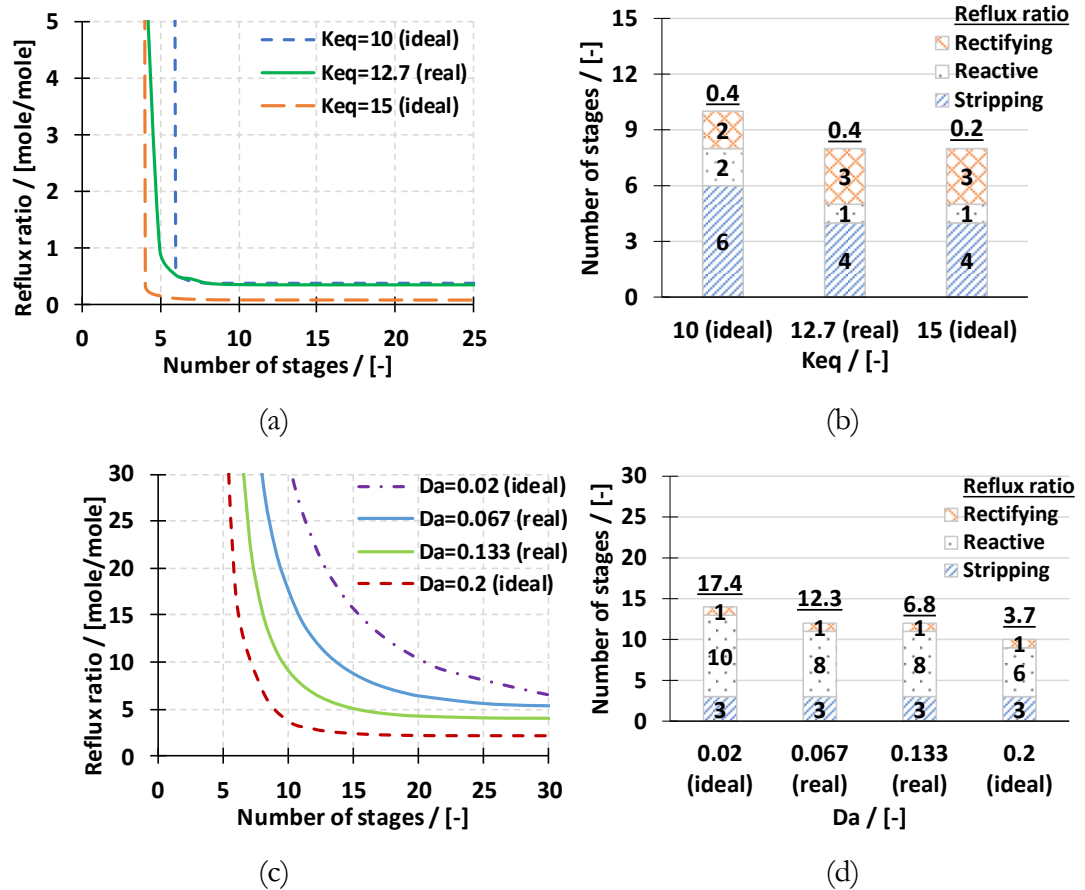 5
4
3
2
1
0
Reflux ratio / [mole/mole]
Keq=10 (ideal)
Keq=12.7 (real)
Keq=15 (ideal)
0 5 10 15 20 25
Number of stages / [-]
(a)
15
12
9
6
3
0
Number of stages / [-]
Reflux ratio
Rectifying
Reactive
Stripping
0.4 0.4 0.2
2 3 3
2 1 1
6 4 4
10 (ideal) 12.7 (real) 15 (ideal)
Keq / [-]
(b)
30
25
20
15
10
5
0
Reflux ratio / [mole/mole]
Da=0.02 (ideal)
Da=0.067 (real)
Da=0.133 (real)
Da=0.2 (ideal)
0 5 10 15 20 25 30
Number of stages / [-]
(c)
30
25
20
15
10
5
0
Number of stages / [-]
Reflux ratio
Rectifying
Reactive
Stripping
17.4 12.3 6.8 3.7
1 1 1 1
10 8 8 6
3 3 3 3
0.02 0.067 0.133 0.2
(ideal) (real) (real) (ideal)
Da / [-]
(d)